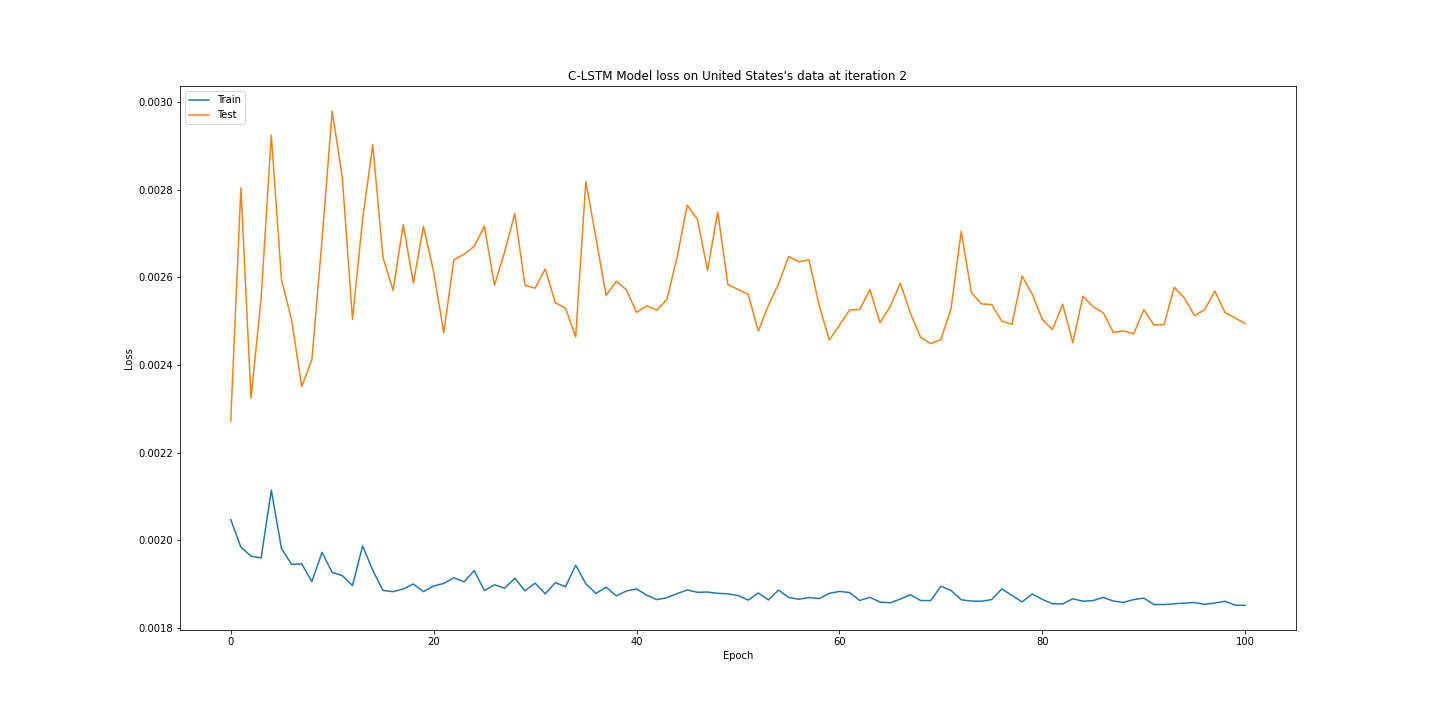 C-LSTM Model loss on United States's data at iteration 2
Train
Test
0.0030
0.0028
0.0026
0.0024
0.0022
0.0020
0.0018
Loss
0 20 40 60 80 100
Epoch